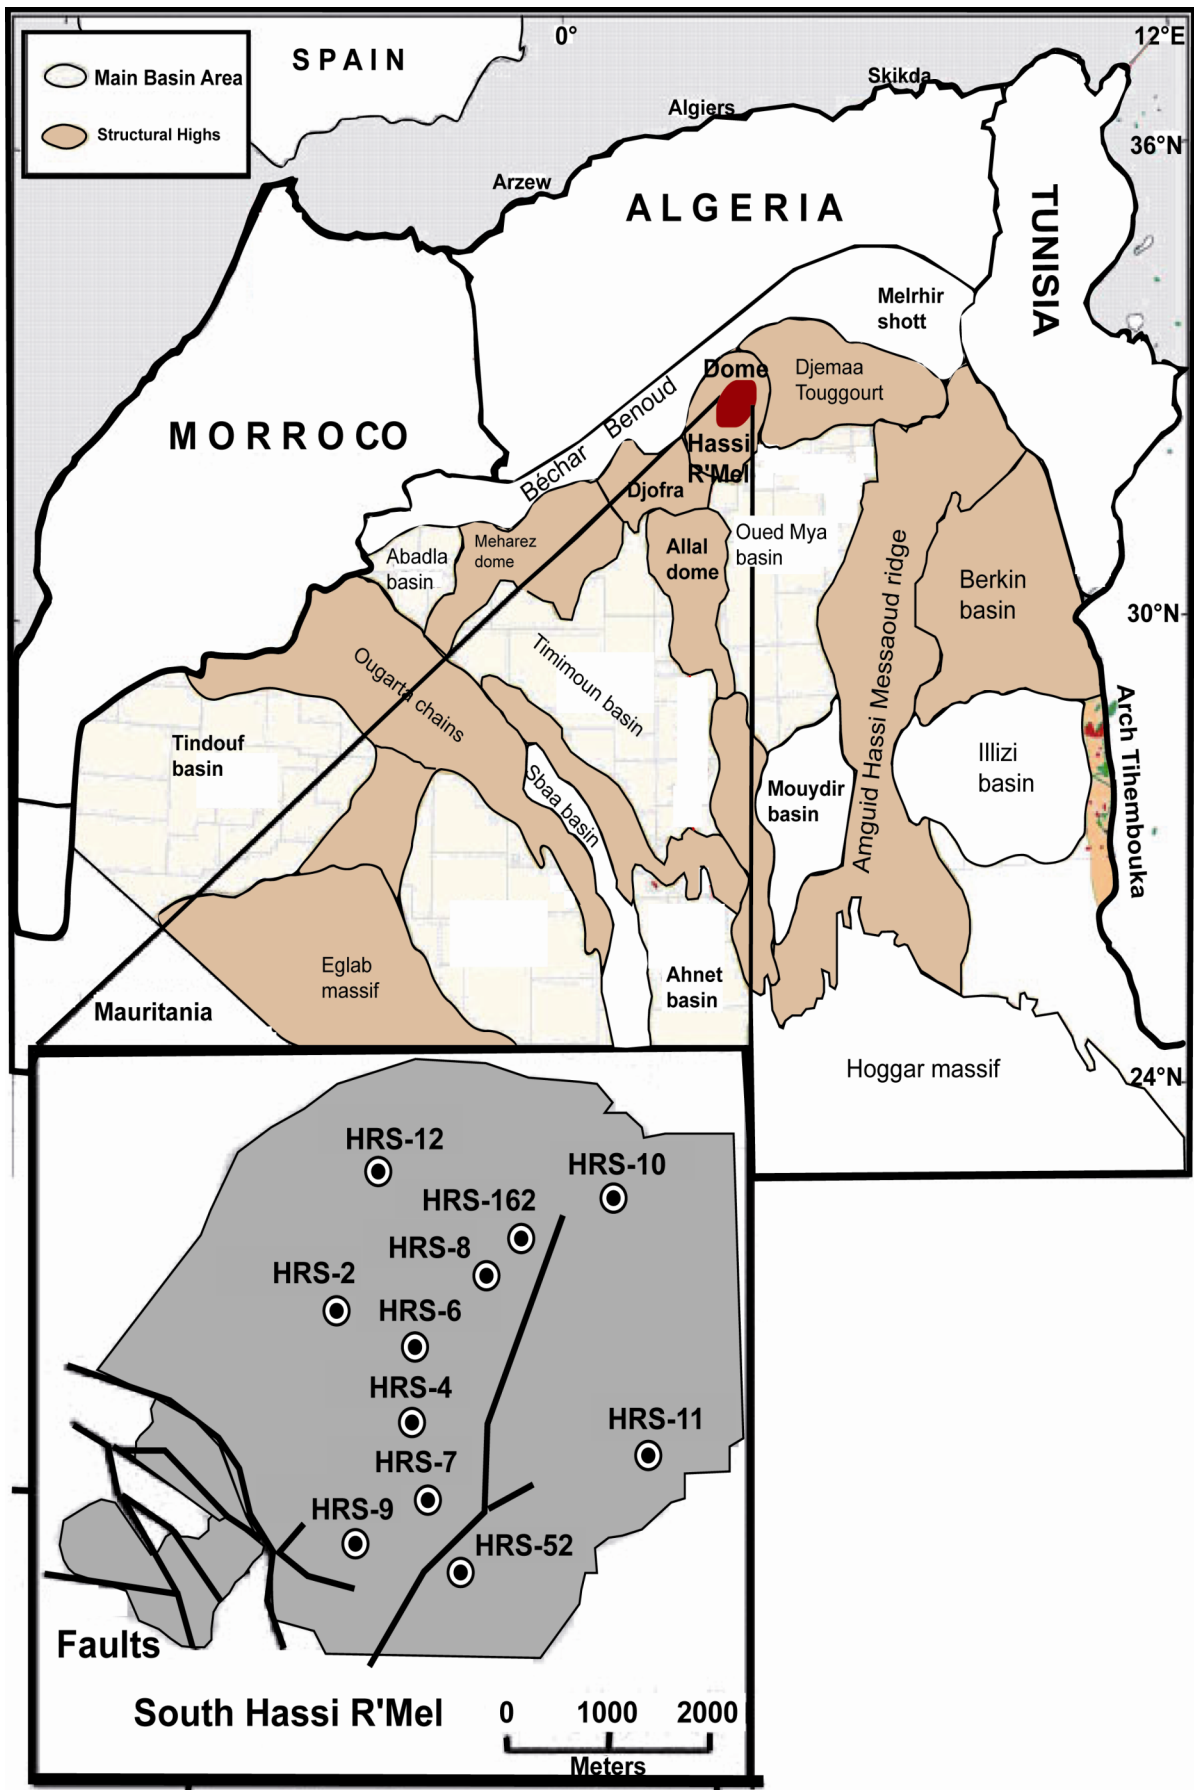 0°
12°E
SPAIN
Main Basin Area
Skikda
Structural Highs
Algiers
36°N
Arzew
ALGERIA
TUNISIA
Melrhir
shott
Dome
Djemaa
Touggourt
Béchar Benoud
MORROCO
Hassi
R'Mel
Djofra
Oued Mya
basin
Meharez
dome
Abadla
basin
Allal
dome
Berkin
basin
30°N
Amguid Hassi Messaoud ridge
Timimoun basin
Ougarta chains
Arch Tihembouka
Tindouf
basin
Illizi
basin
Sbaa basin
Mouydir
basin
Eglab
massif
Ahnet
basin
Mauritania
Hoggar massif
24°N
HRS-12
HRS-10
HRS-162
HRS-8
HRS-2
HRS-6
HRS-4
HRS-11
HRS-7
HRS-9
HRS-52
Faults
South Hassi R'Mel
0 1000 2000
Meters